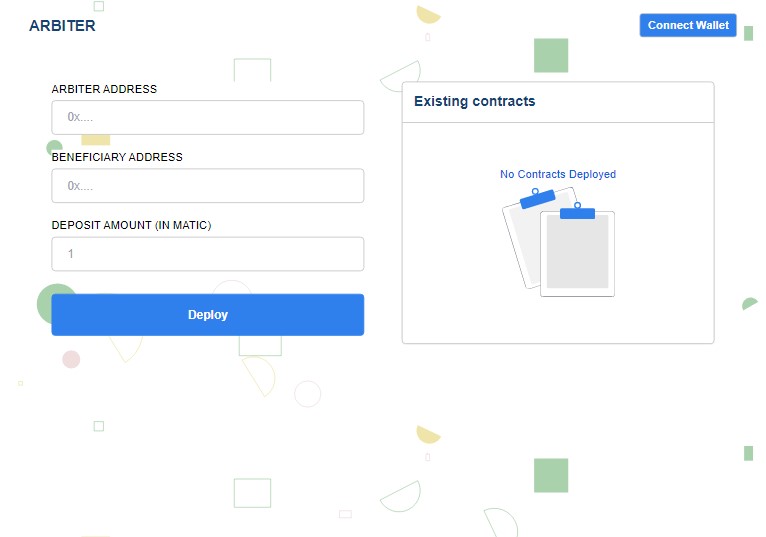 ARBITER
Connect Wallet
ARBITER ADDRESS
0x....
BENEFICIARY ADDRESS
0x....
DEPOSIT AMOUNT (IN MATIC)
1
Deploy
Existing contracts
No Contracts Deployed